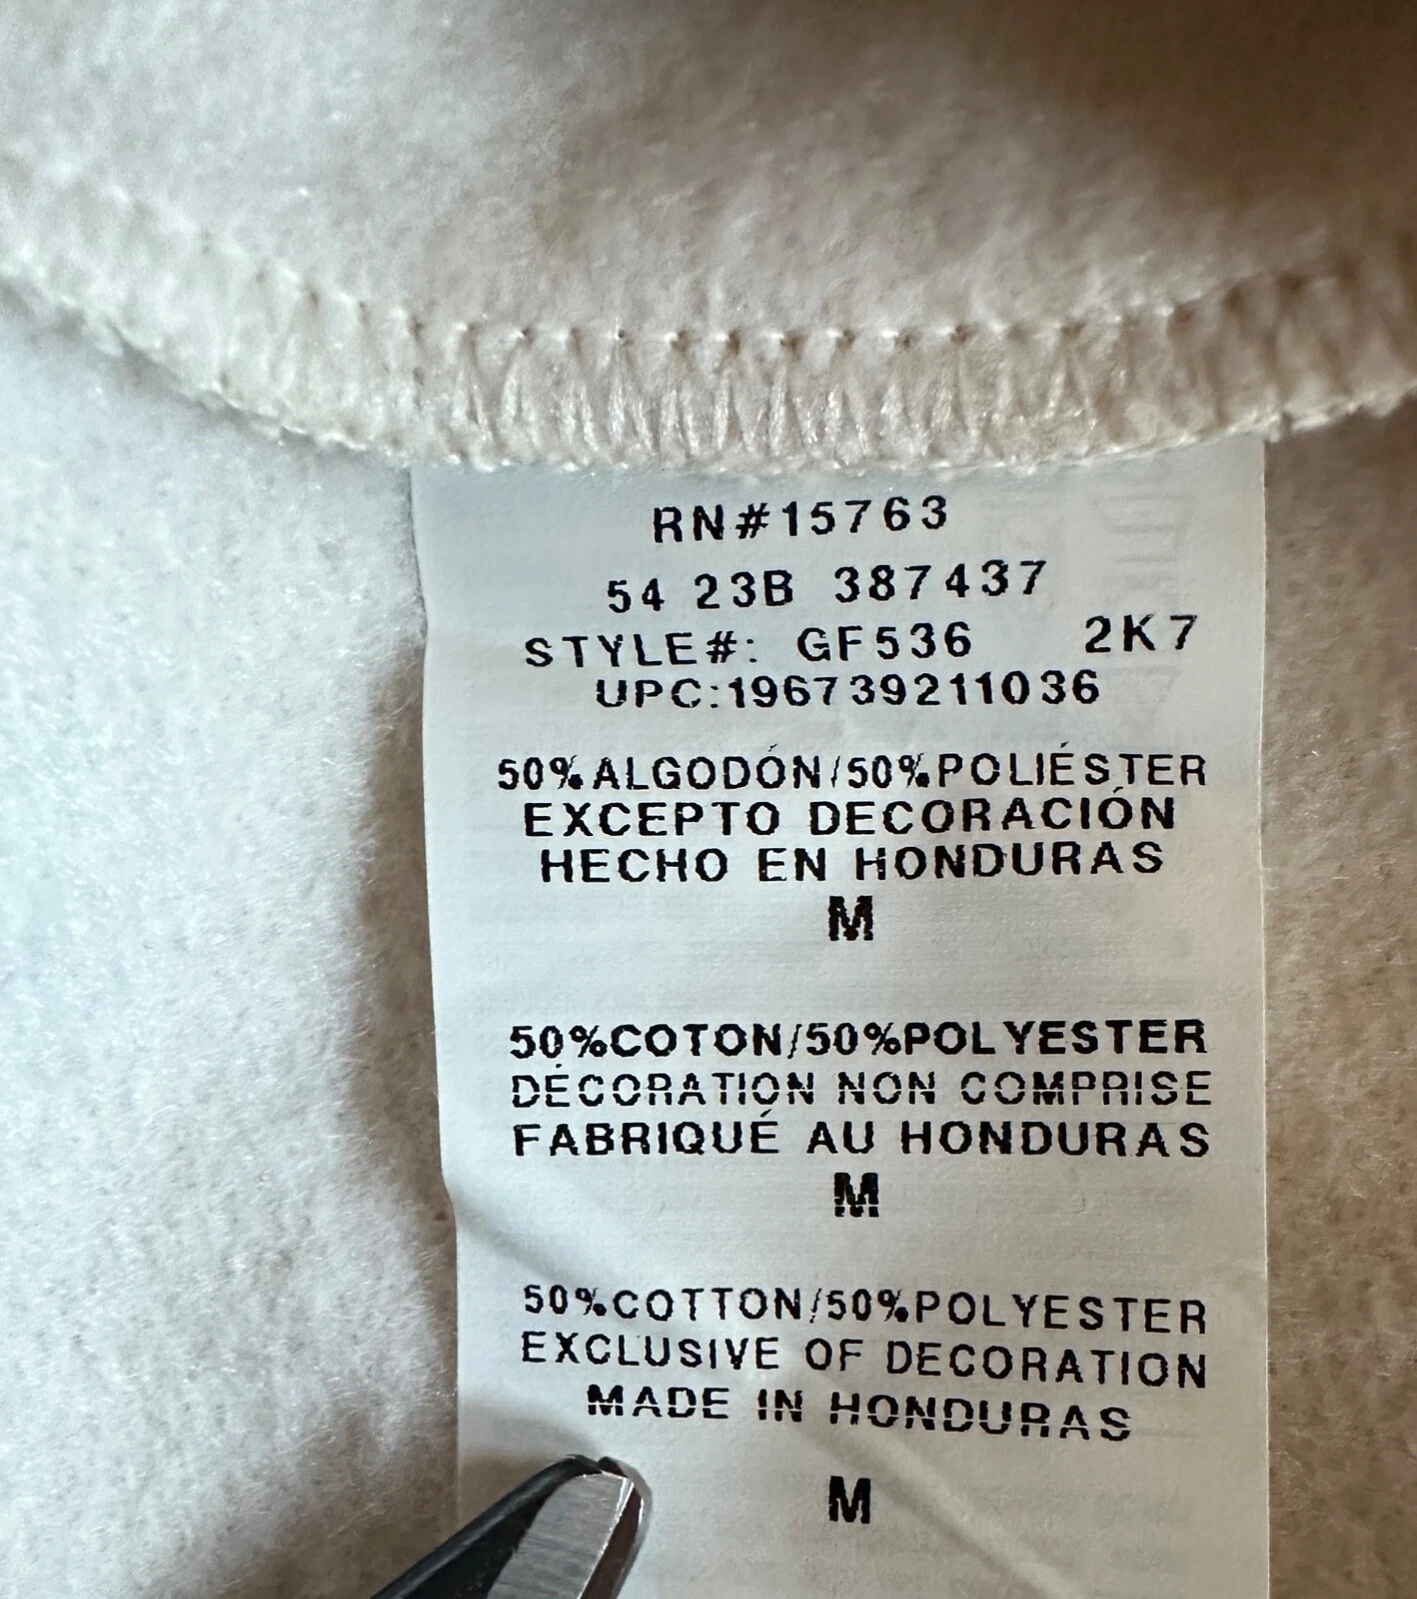 RN#15763
54 23B 387437
STYLE#: GF536 2K7
UPC:196739211036
50%ALGODÓN/50%POLIÉSTER
EXCEPTO DECORACIÓN
HECHO EN HONDURAS
M
50%COTON/50%POLYESTER
DÉCORATION NON COMPRISE
FABRIQUÉ AU HONDURAS
M
50%COTTON/50%POLYESTER
EXCLUSIVE OF DECORATION
MADE IN HONDURAS
M